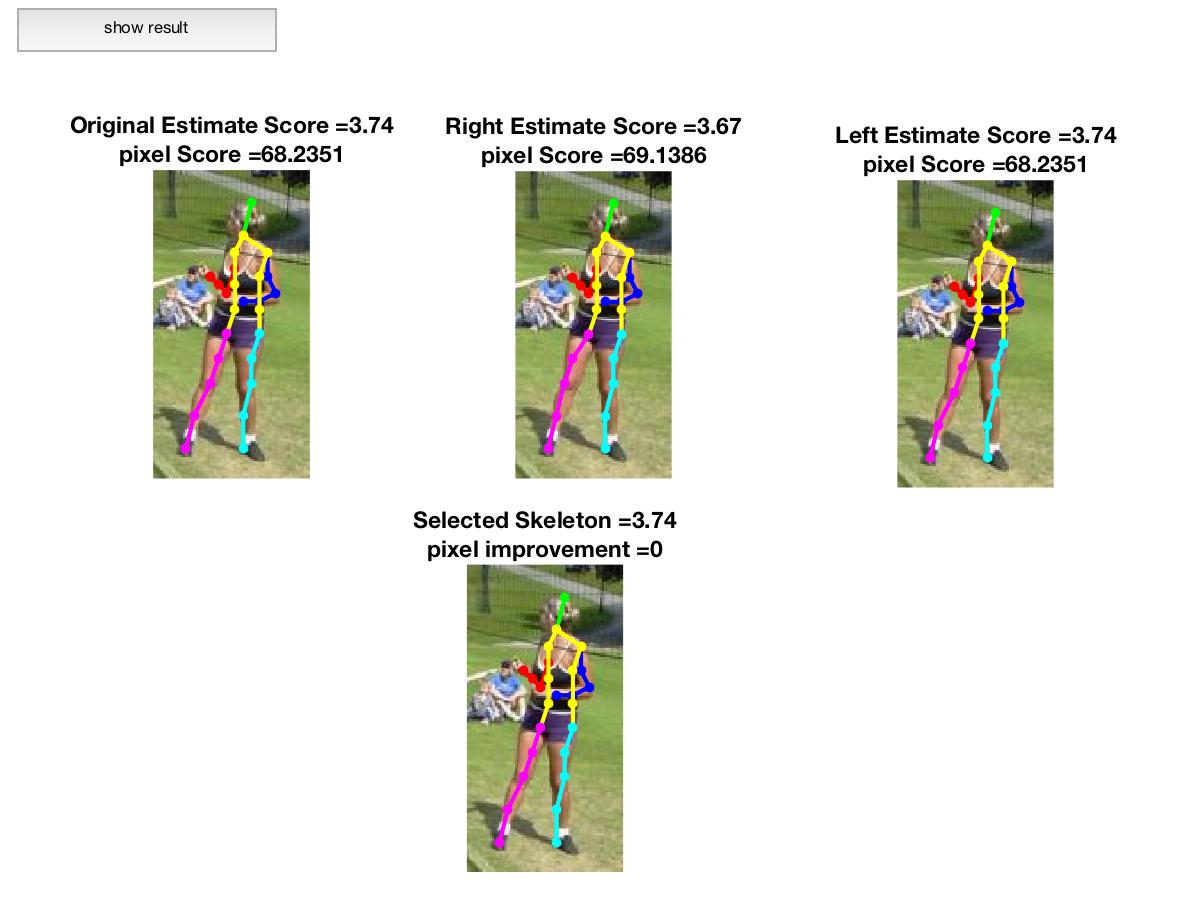 show result
Original Estimate Score =3.74
pixel Score =68.2351
Right Estimate Score =3.67
pixel Score =69.1386
Left Estimate Score =3.74
pixel Score =68.2351
Selected Skeleton =3.74
pixel improvement =0